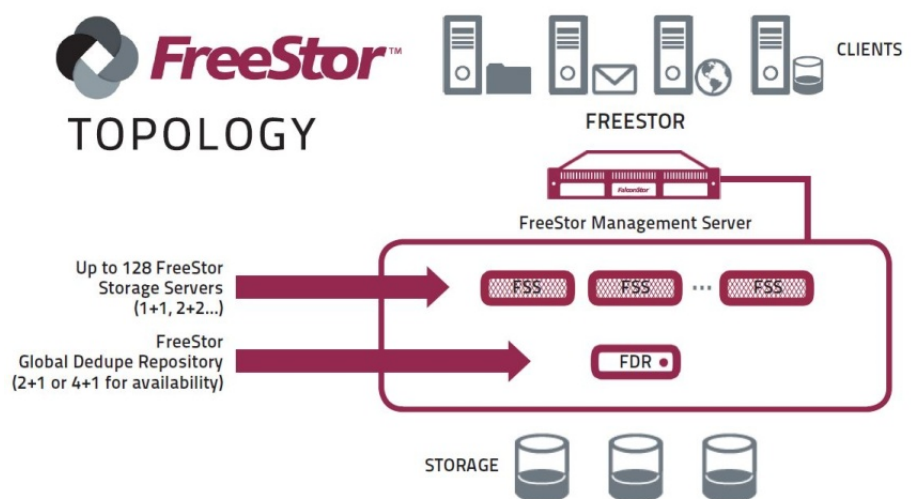 FreeStor™
TOPOLOGY
CLIENTS
FREESTOR
FalconStor
FreeStor Management Server
Up to 128 FreeStor
Storage Servers
(1+1, 2+2...)
FSS FSS ... FSS
FreeStor
Global Dedupe Repository
(2+1 or 4+1 for availability)
FDR
STORAGE